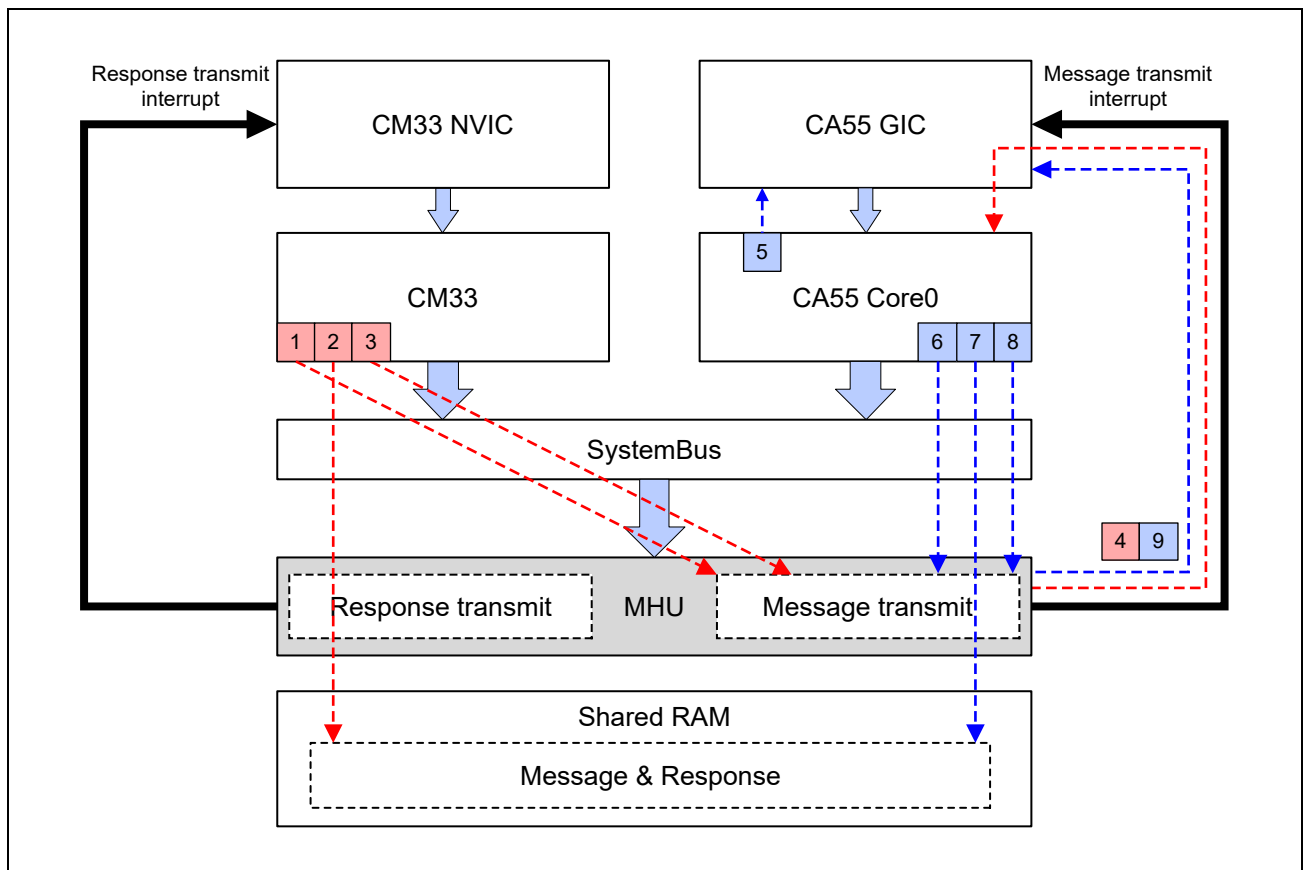 Response transmit
interrupt
Message transmit
interrupt
CM33 NVIC
CA55 GIC
5
CM33
CA55 Core0
1 2 3
6 7 8
SystemBus
4 9
Response transmit
MHU
Message transmit
Shared RAM
Message & Response